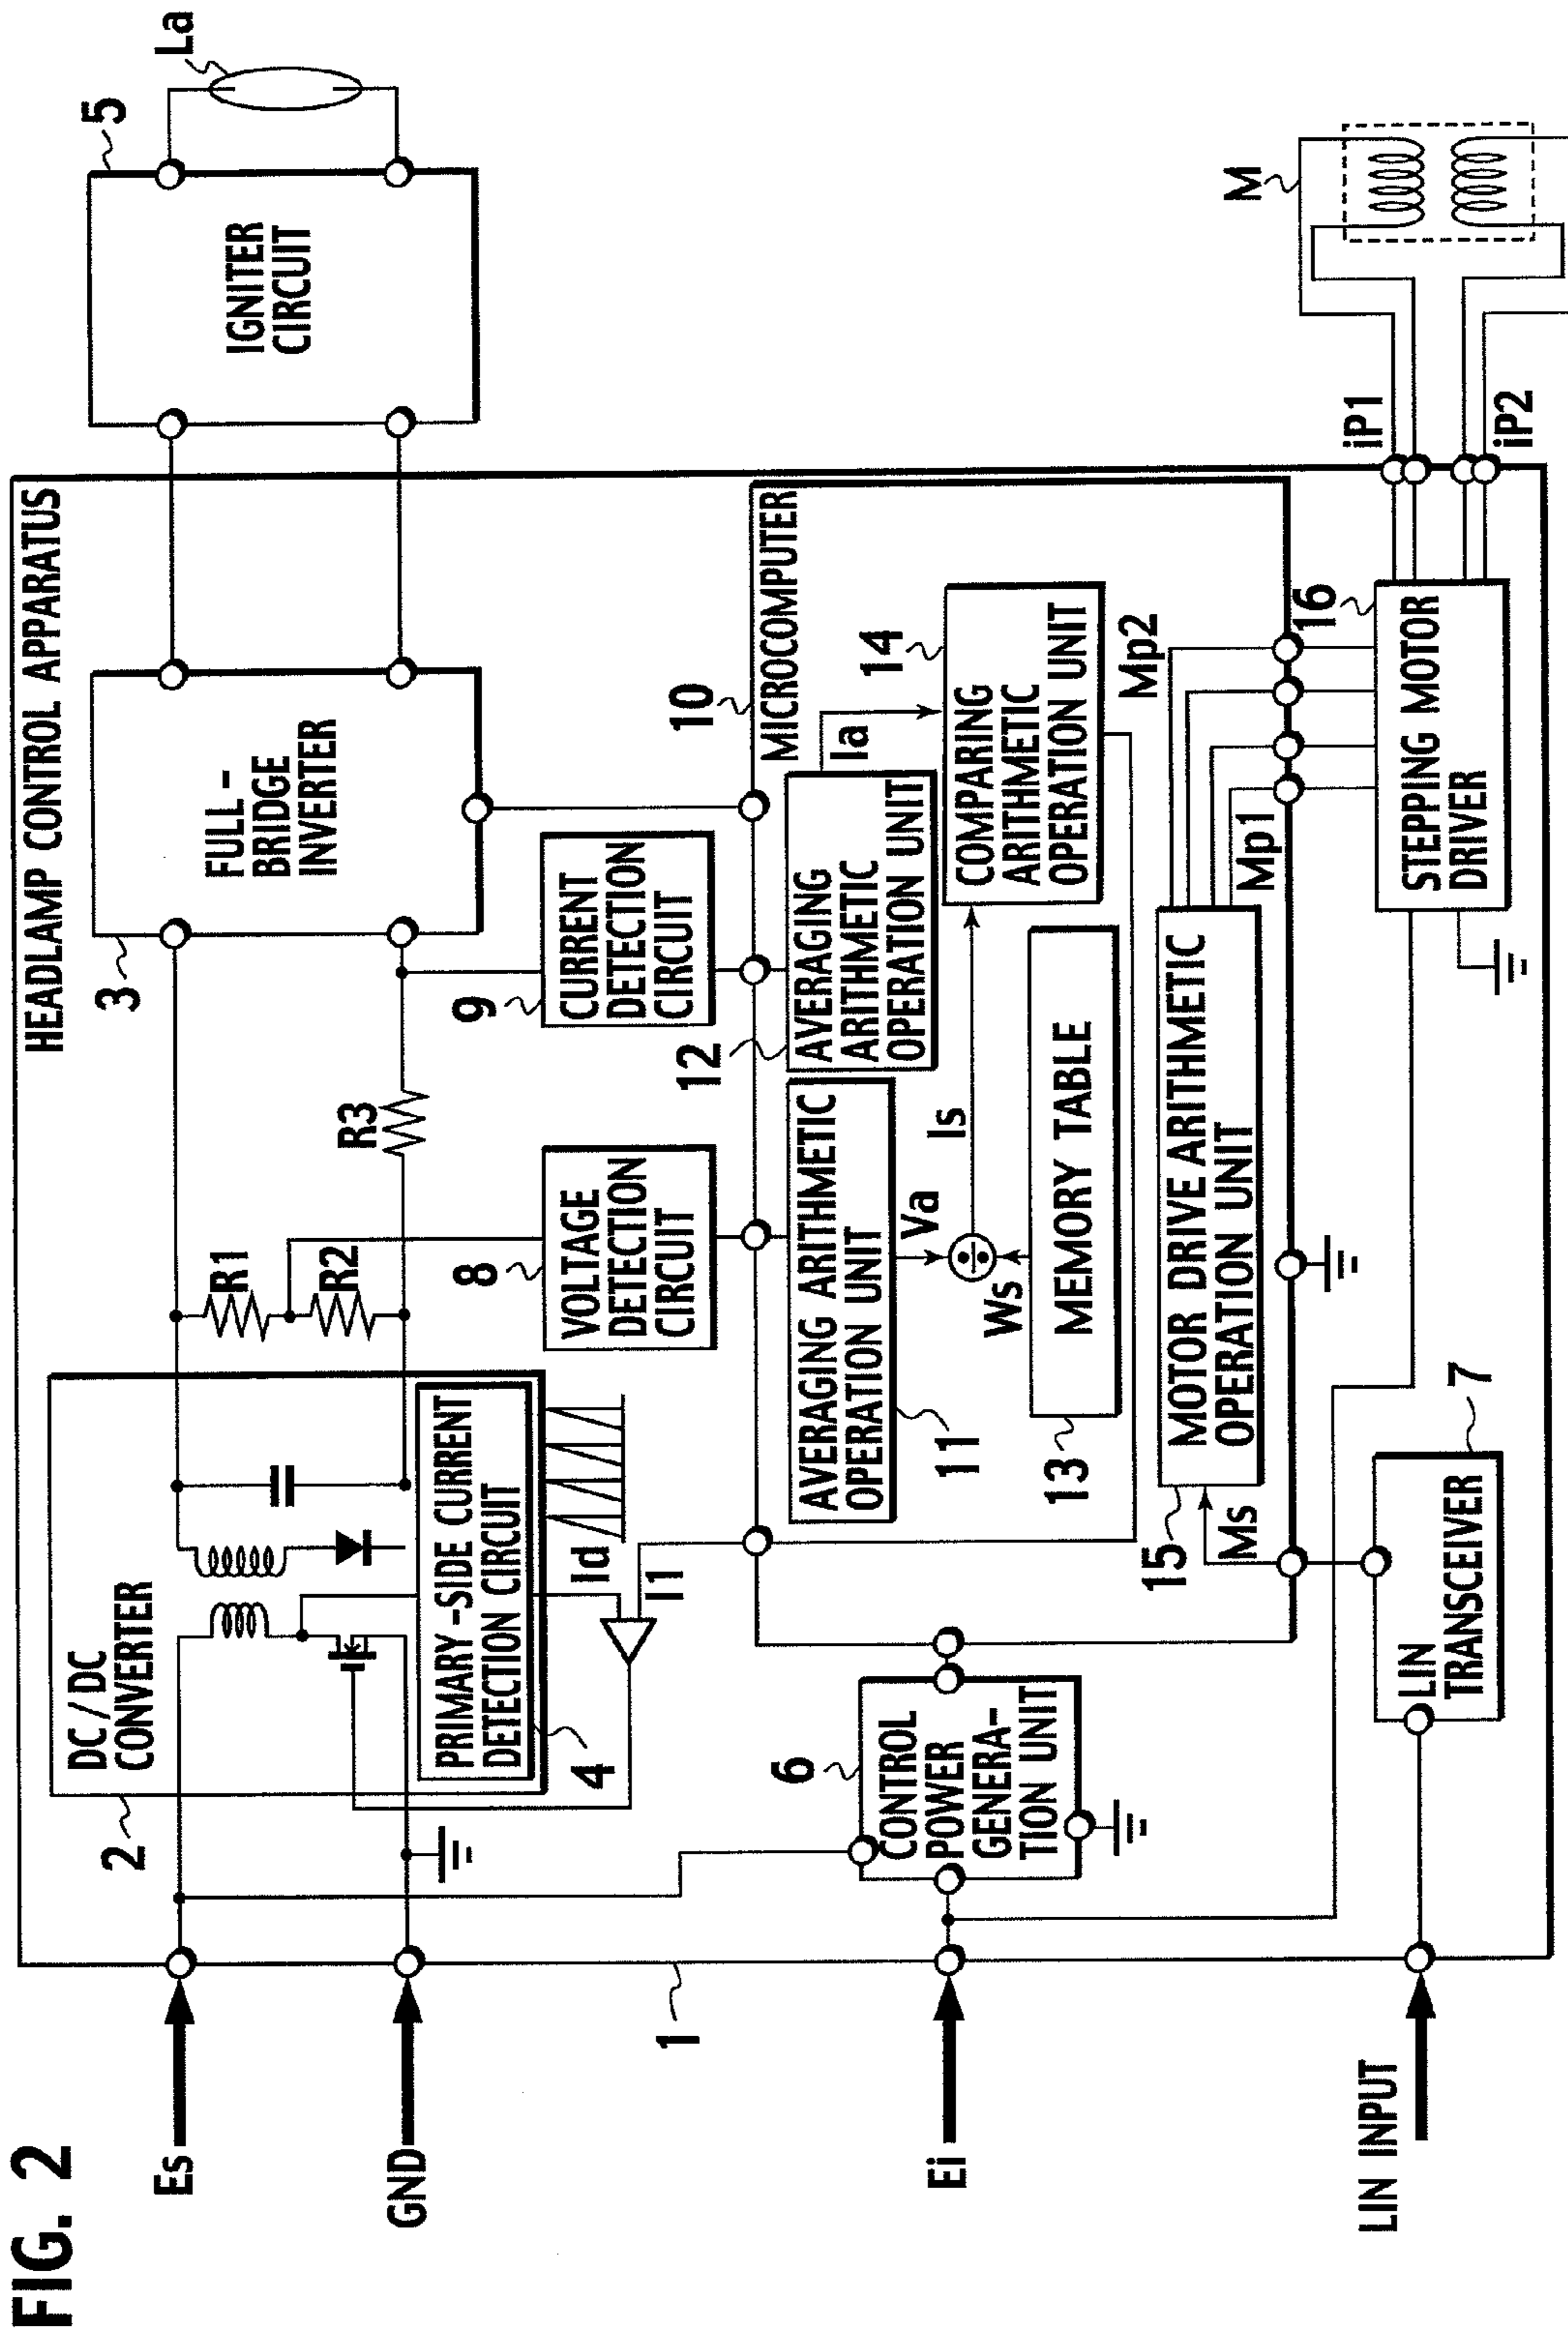 FIG. 2
HEADLAMP CONTROL APPARATUS
Es
GND
Ei
LIN INPUT
1
2
DC / DC
CONVERTER
PRIMARY -SIDE CURRENT
DETECTION CIRCUIT
4
Id
I1
R1
R2
R3
3
FULL -
BRIDGE
INVERTER
5
IGNITER
CIRCUIT
La
8
VOLTAGE
DETECTION
CIRCUIT
9
CURRENT
DETECTION
CIRCUIT
10
MICROCOMPUTER
6
CONTROL
POWER
GENERA-
TION UNIT
AVERAGING ARITHMETIC
OPERATION UNIT
11
Va
12
AVERAGING
ARITHMETIC
OPERATION UNIT
Ia
Is
Ws
13
MEMORY TABLE
14
COMPARING
ARITHMETIC
OPERATION UNIT
15
Ms
MOTOR DRIVE ARITHMETIC
OPERATION UNIT
Mp1
Mp2
7
LIN
TRANSCEIVER
16
STEPPING MOTOR
DRIVER
iP1
iP2
M